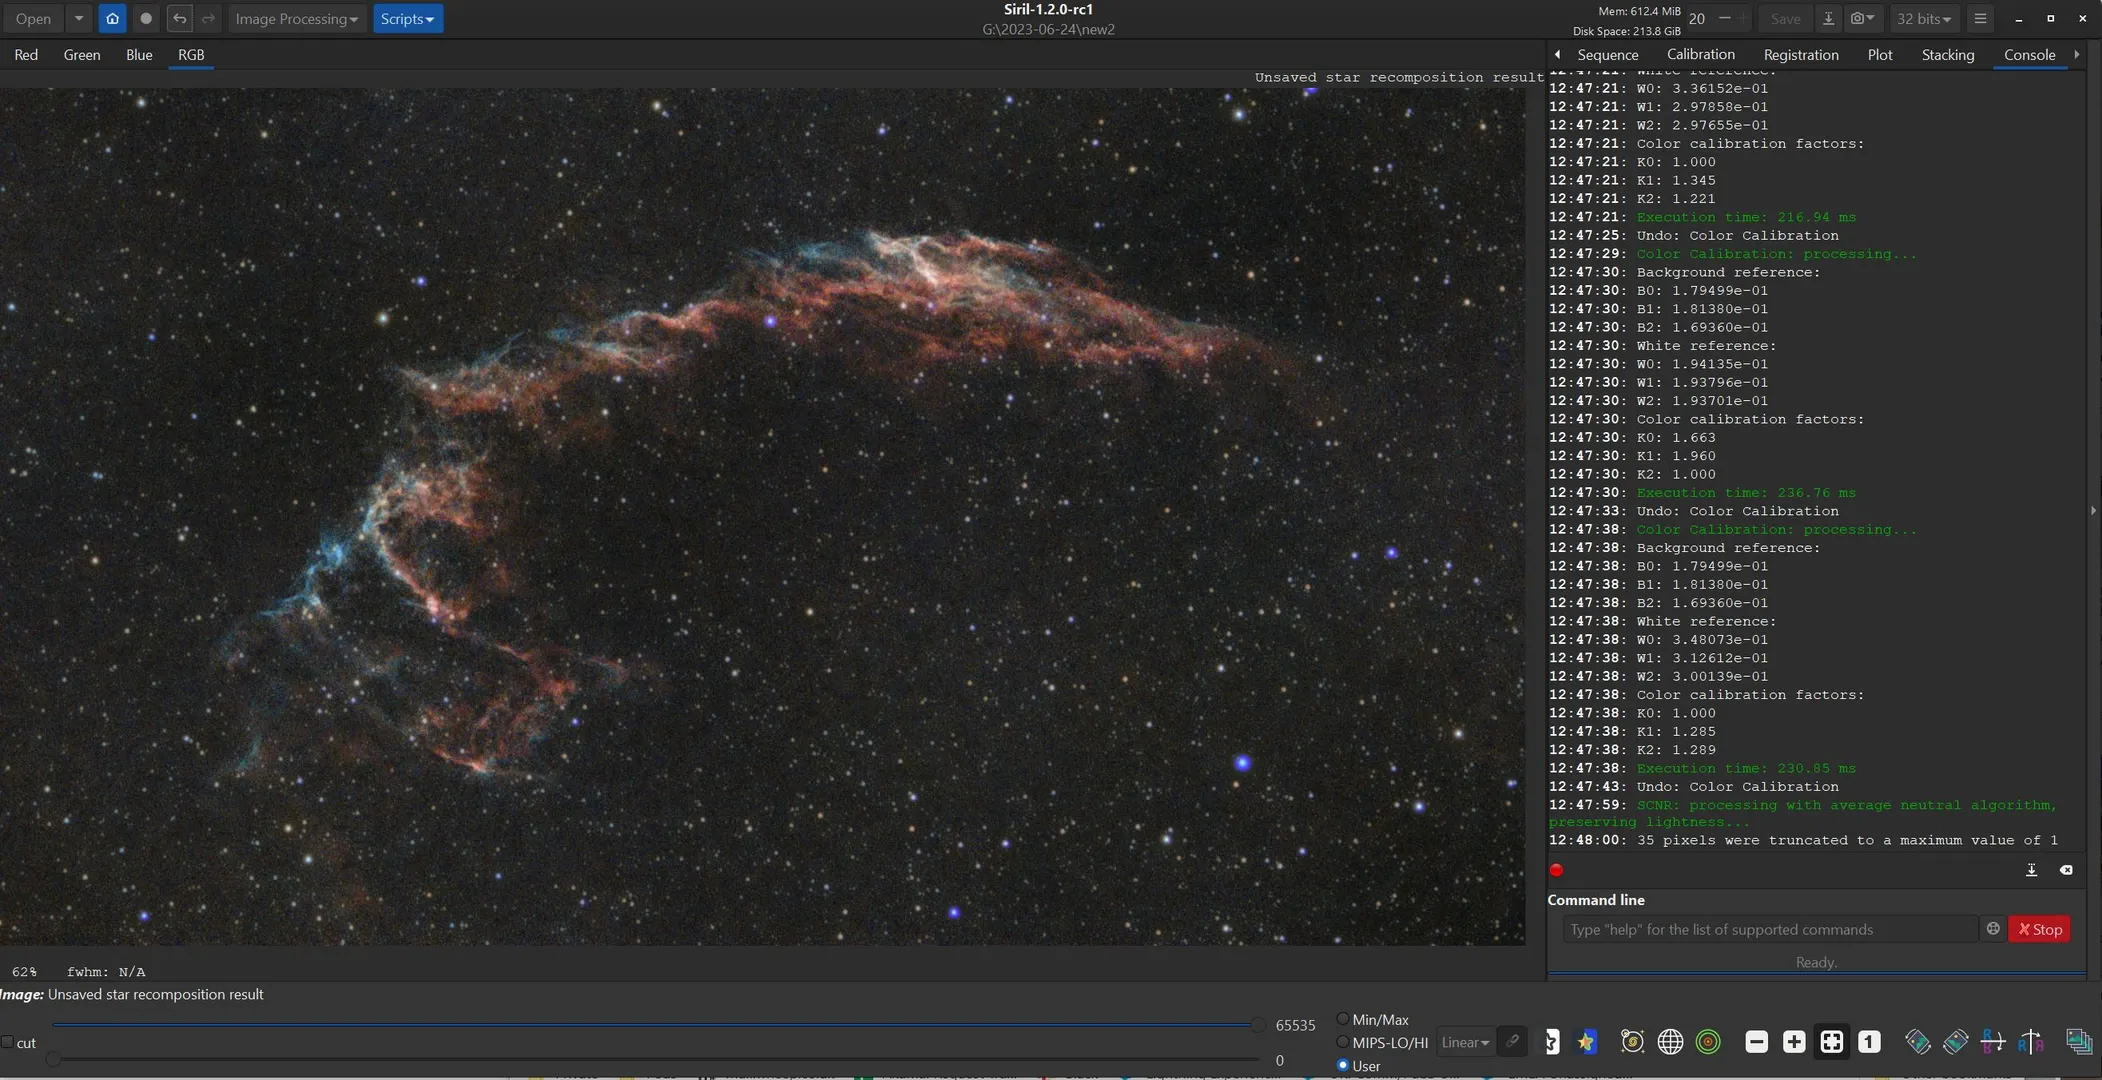 Open
Image Processing
Scripts
Siril-1.2.0-rc1
G:\2023-06-24\new2
Mem: 612.4 MiB
Disk Space: 213.8 GiB
20
Save
32 bits
Red Green Blue RGB
Unsaved star recomposition result
Sequence Calibration Registration Plot Stacking Console
12:47:21: White reference:
12:47:21: W0: 3.36152e-01
12:47:21: W1: 2.97858e-01
12:47:21: W2: 2.97655e-01
12:47:21: Color calibration factors:
12:47:21: K0: 1.000
12:47:21: K1: 1.345
12:47:21: K2: 1.221
12:47:21: Execution time: 216.94 ms
12:47:25: Undo: Color Calibration
12:47:29: Color Calibration: processing...
12:47:30: Background reference:
12:47:30: B0: 1.79499e-01
12:47:30: B1: 1.81380e-01
12:47:30: B2: 1.69360e-01
12:47:30: White reference:
12:47:30: W0: 1.94135e-01
12:47:30: W1: 1.93796e-01
12:47:30: W2: 1.93701e-01
12:47:30: Color calibration factors:
12:47:30: K0: 1.663
12:47:30: K1: 1.960
12:47:30: K2: 1.000
12:47:30: Execution time: 236.76 ms
12:47:33: Undo: Color Calibration
12:47:38: Color Calibration: processing...
12:47:38: Background reference:
12:47:38: B0: 1.79499e-01
12:47:38: B1: 1.81380e-01
12:47:38: B2: 1.69360e-01
12:47:38: White reference:
12:47:38: W0: 3.48073e-01
12:47:38: W1: 3.12612e-01
12:47:38: W2: 3.00139e-01
12:47:38: Color calibration factors:
12:47:38: K0: 1.000
12:47:38: K1: 1.285
12:47:38: K2: 1.289
12:47:38: Execution time: 230.85 ms
12:47:43: Undo: Color Calibration
12:47:59: SCNR: processing with average neutral algorithm,
preserving lightness...
12:48:00: 35 pixels were truncated to a maximum value of 1
Command line
Type "help" for the list of supported commands
Stop
Ready.
62% fwhm: N/A
Image: Unsaved star recomposition result
65535
cut
0
Min/Max
MIPS-LO/HI
User
Linear
1